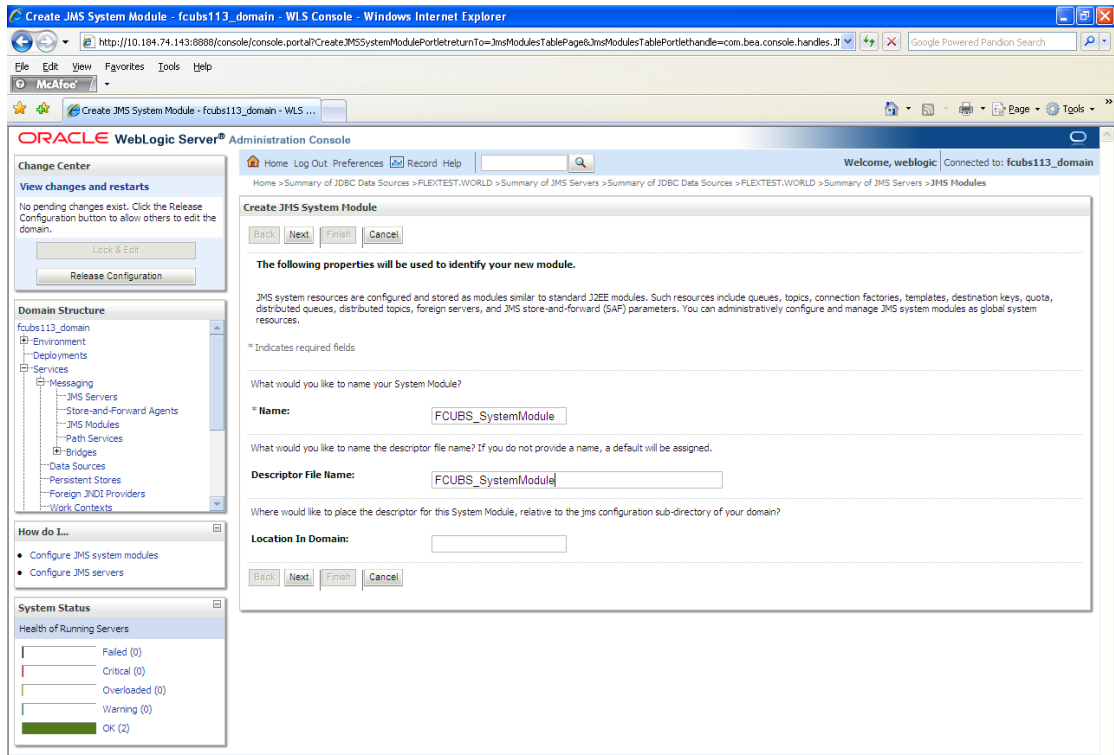 Create JMS System Module - fcubs113_domain - WLS Console - Windows Internet Explorer
http://10.184.74.143:8888/console/console.portal?CreateJMSSystemModulePortletreturnTo=JmsModulesTablePage&JmsModulesTablePortlethandle=com.bea.console.handles.JM
Google Powered Pandion Search
File Edit View Favorites Tools Help
McAfee
Create JMS System Module - fcubs113_domain - WLS ...
Page Tools
ORACLE WebLogic Server® Administration Console
Change Center
View changes and restarts
No pending changes exist. Click the Release
Configuration button to allow others to edit the
domain.
Lock & Edit
Release Configuration
Domain Structure
fcubs113_domain
Environment
Deployments
Services
Messaging
JMS Servers
Store-and-Forward Agents
JMS Modules
Path Services
Bridges
Data Sources
Persistent Stores
Foreign JNDI Providers
Work Contexts
How do I...
Configure JMS system modules
Configure JMS servers
System Status
Health of Running Servers
Failed (0)
Critical (0)
Overloaded (0)
Warning (0)
OK (2)
Home Log Out Preferences Record Help
Welcome, weblogic Connected to: fcubs113_domain
Home >Summary of JDBC Data Sources >FLEXTEST.WORLD >Summary of JMS Servers >Summary of JDBC Data Sources >FLEXTEST.WORLD >Summary of JMS Servers >JMS Modules
Create JMS System Module
Back Next Finish Cancel
The following properties will be used to identify your new module.
JMS system resources are configured and stored as modules similar to standard J2EE modules. Such resources include queues, topics, connection factories, templates, destination keys, quota,
distributed queues, distributed topics, foreign servers, and JMS store-and-forward (SAF) parameters. You can administratively configure and manage JMS system modules as global system
resources.
* Indicates required fields
What would you like to name your System Module?
* Name: FCUBS_SystemModule
What would you like to name the descriptor file name? If you do not provide a name, a default will be assigned.
Descriptor File Name: FCUBS_SystemModule
Where would like to place the descriptor for this System Module, relative to the jms configuration sub-directory of your domain?
Location In Domain:
Back Next Finish Cancel